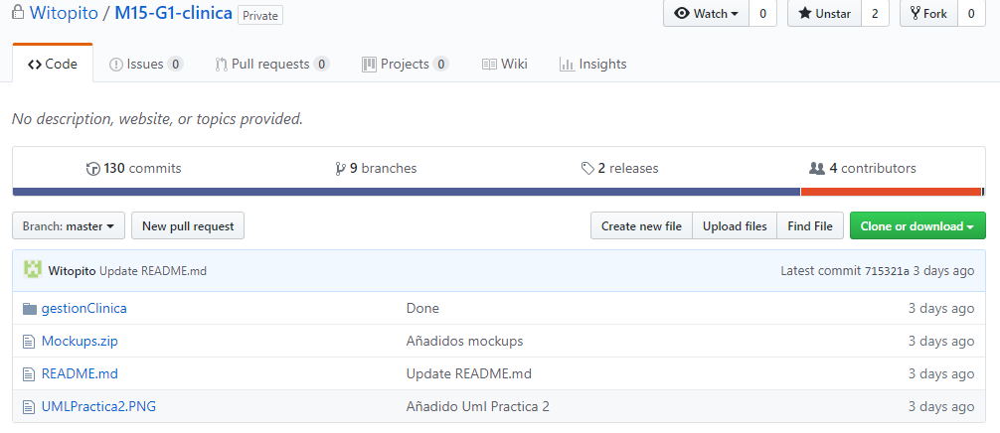 Witopito / M15-G1-clinica Private Watch 0 Unstar 2 Fork 0
Code Issues 0 Pull requests 0 Projects 0 Wiki Insights
No description, website, or topics provided.
130 commits 9 branches 2 releases 4 contributors
Branch: master New pull request Create new file Upload files Find File Clone or download
Witopito Update README.md Latest commit 715321a 3 days ago
gestionClinica Done 3 days ago
Mockups.zip Añadidos mockups 3 days ago
README.md Update README.md 3 days ago
UMLPractica2.PNG Añadido Uml Practica 2 3 days ago